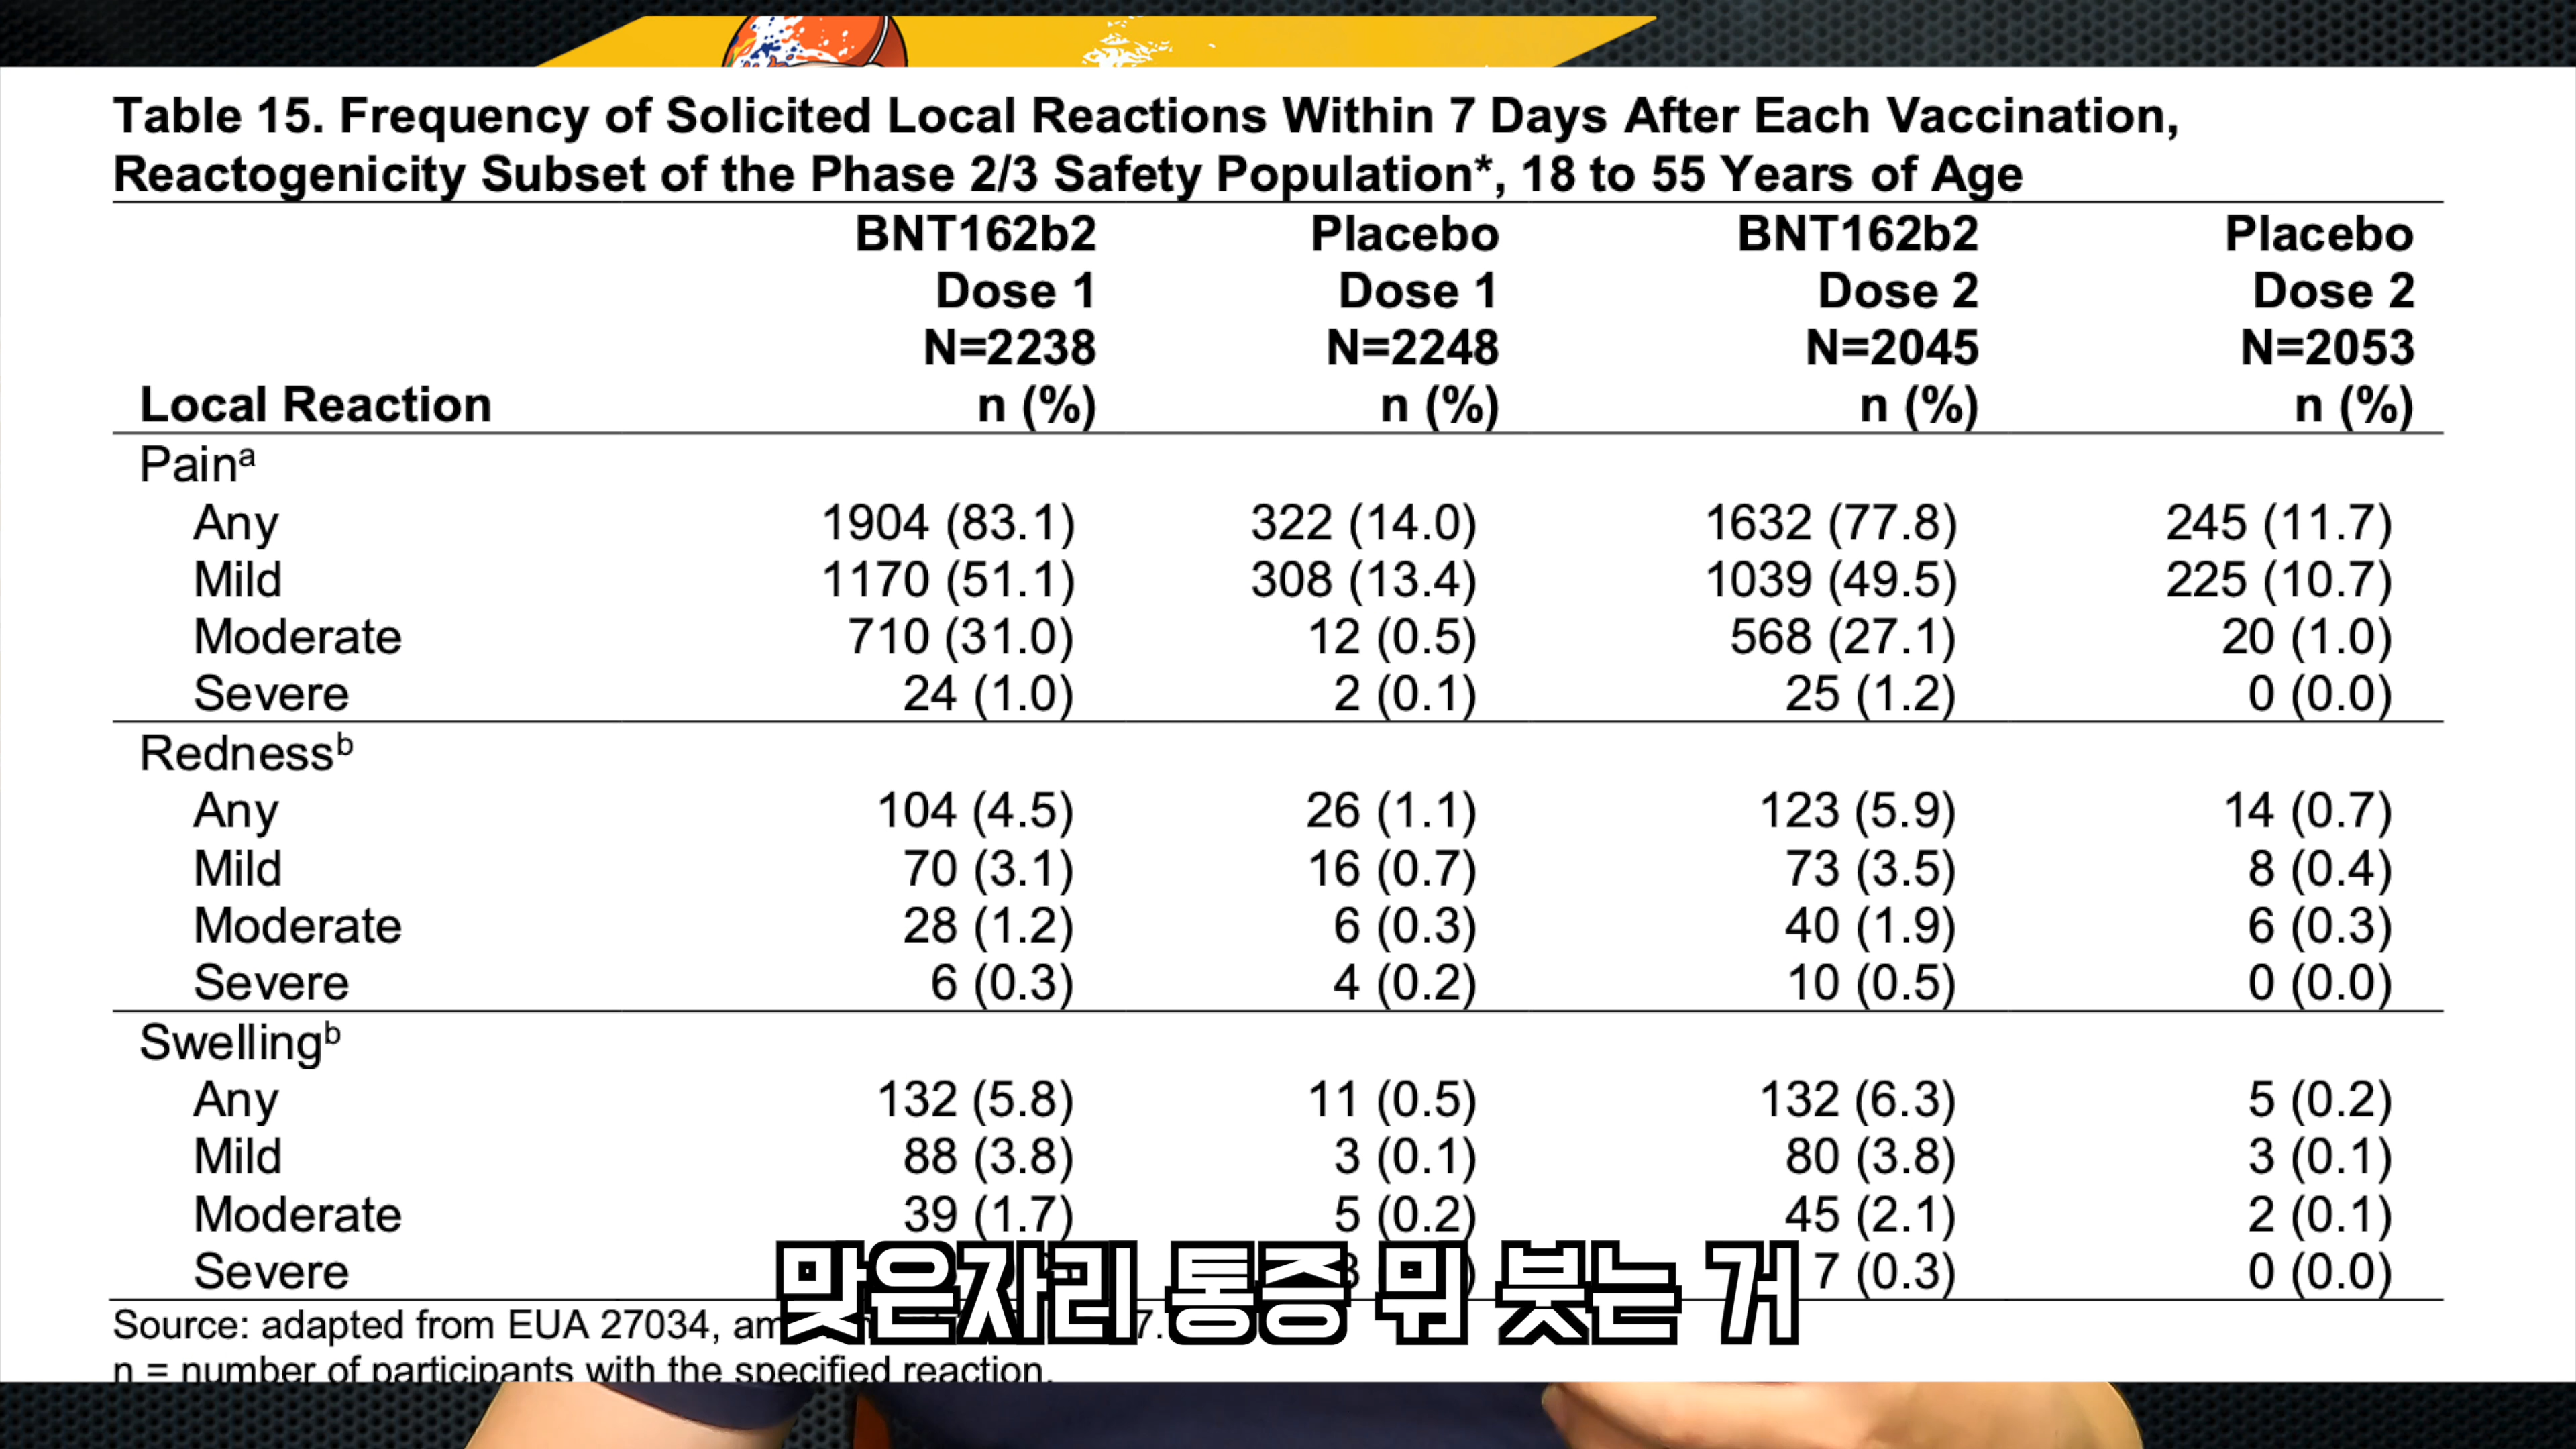 Table 15. Frequency of Solicited Local Reactions Within 7 Days After Each Vaccination,
Reactogenicity Subset of the Phase 2/3 Safety Population*, 18 to 55 Years of Age
BNT162b2 Placebo BNT162b2 Placebo
Dose 1 Dose 1 Dose 2 Dose 2
N=2238 N=2248 N=2045 N=2053
Local Reaction n (%) n (%) n (%) n (%)
Painᵃ
Any 1904 (83.1) 322 (14.0) 1632 (77.8) 245 (11.7)
Mild 1170 (51.1) 308 (13.4) 1039 (49.5) 225 (10.7)
Moderate 710 (31.0) 12 (0.5) 568 (27.1) 20 (1.0)
Severe 24 (1.0) 2 (0.1) 25 (1.2) 0 (0.0)
Rednessᵇ
Any 104 (4.5) 26 (1.1) 123 (5.9) 14 (0.7)
Mild 70 (3.1) 16 (0.7) 73 (3.5) 8 (0.4)
Moderate 28 (1.2) 6 (0.3) 40 (1.9) 6 (0.3)
Severe 6 (0.3) 4 (0.2) 10 (0.5) 0 (0.0)
Swellingᵇ
Any 132 (5.8) 11 (0.5) 132 (6.3) 5 (0.2)
Mild 88 (3.8) 3 (0.1) 80 (3.8) 3 (0.1)
Moderate 39 (1.7) 5 (0.2) 45 (2.1) 2 (0.1)
Severe 7 (0.3) 0 (0.0)
맞은자리 통증 뭐 붓는 거
Source: adapted from EUA 27034,
n = number of participants with the specified reaction.